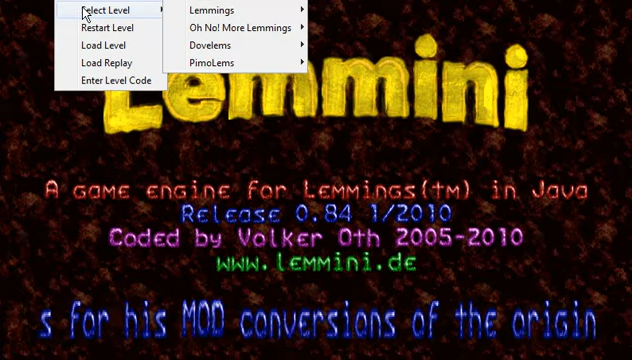 Select Level
Restart Level
Load Level
Load Replay
Enter Level Code
Lemmings
Oh No! More Lemmings
Dovelems
PimoLems
Lemmini
A game engine for Lemmings(tm) in Java
Release 0.84 1/2010
Coded by Volker Oth 2005-2010
www.lemmini.de
s for his MOD conversions of the origin